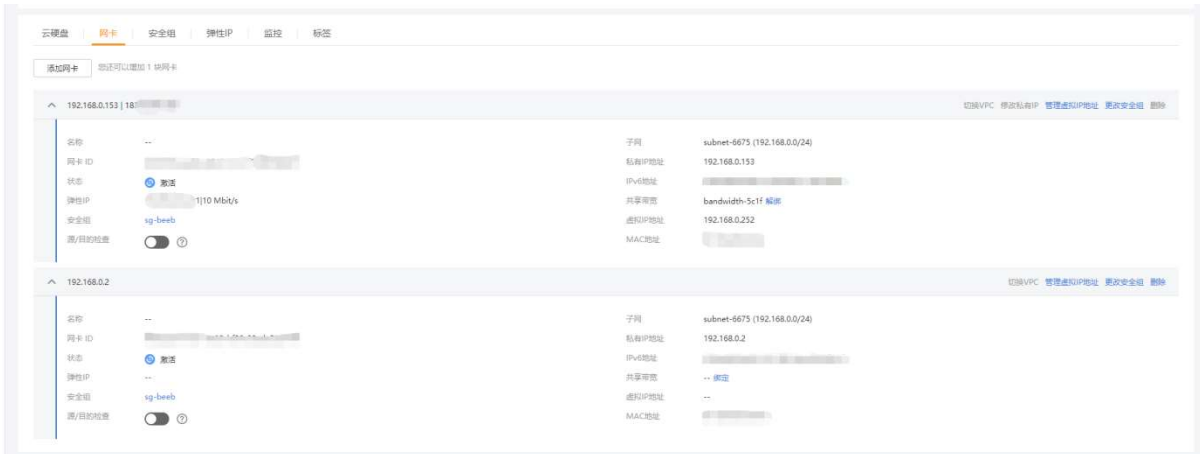 云硬盘 网卡 安全组 弹性IP 监控 标签
添加网卡 您还可以增加 1 块网卡
192.168.0.153 | 18 切换VPC 修改私有IP 管理虚拟IP地址 更改安全组 删除
名称 -- 子网 subnet-6675 (192.168.0.0/24)
网卡 ID 私有IP地址 192.168.0.153
状态 激活 IPv6地址
弹性IP 1|10 Mbit/s 共享带宽 bandwidth-5c1f 解绑
安全组 sg-beeb 虚拟IP地址 192.168.0.252
源/目的检查 MAC地址
192.168.0.2 切换VPC 管理虚拟IP地址 更改安全组 删除
名称 -- 子网 subnet-6675 (192.168.0.0/24)
网卡 ID 私有IP地址 192.168.0.2
状态 激活 IPv6地址
弹性IP -- 共享带宽 -- 绑定
安全组 sg-beeb 虚拟IP地址 --
源/目的检查 MAC地址